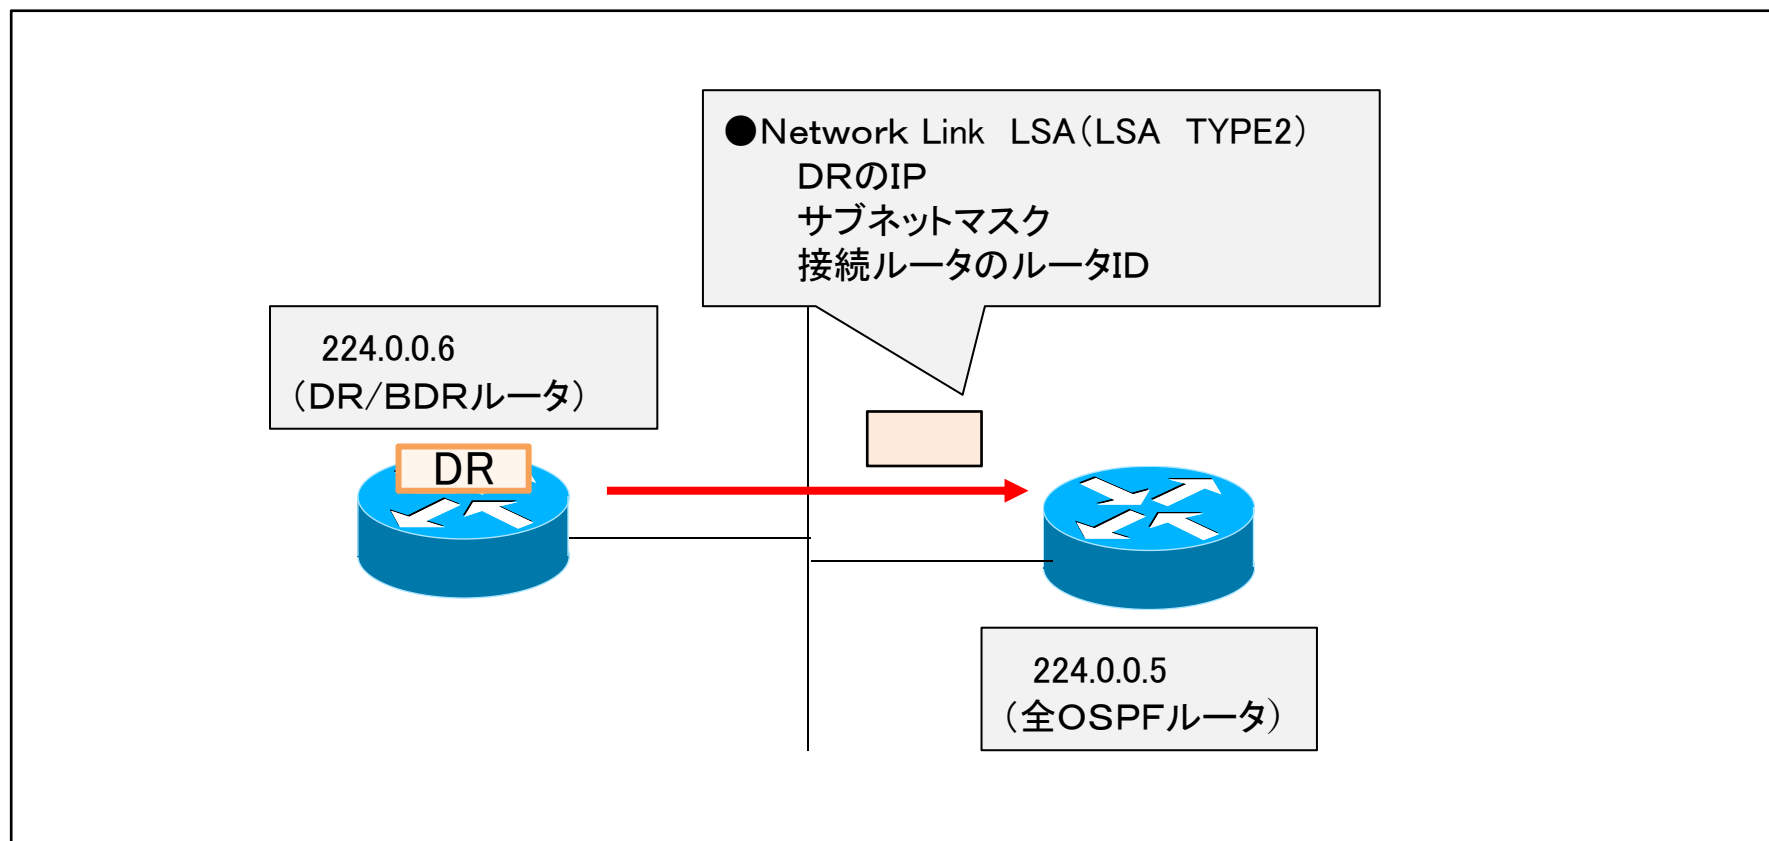 ●Network Link　LSA（LSA　TYPE2）
ＤＲのＩＰ
サブネットマスク
接続ルータのルータＩＤ
224.0.0.6
（ＤＲ/ＢＤＲルータ）
DR
224.0.0.5
（全ＯＳＰＦルータ）